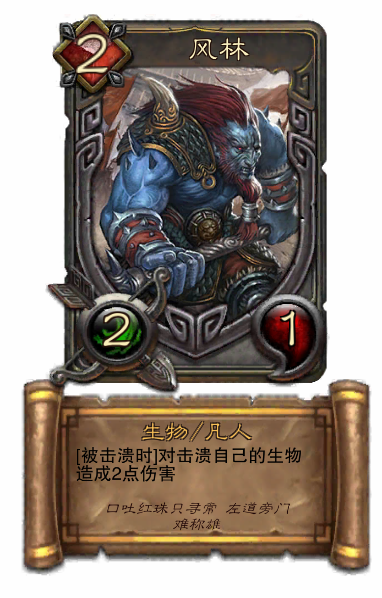 2
风林
2
1
生物/凡人
[被击溃时]对击溃自己的生物
造成2点伤害
口吐红珠只寻常 左道旁门
难称雄